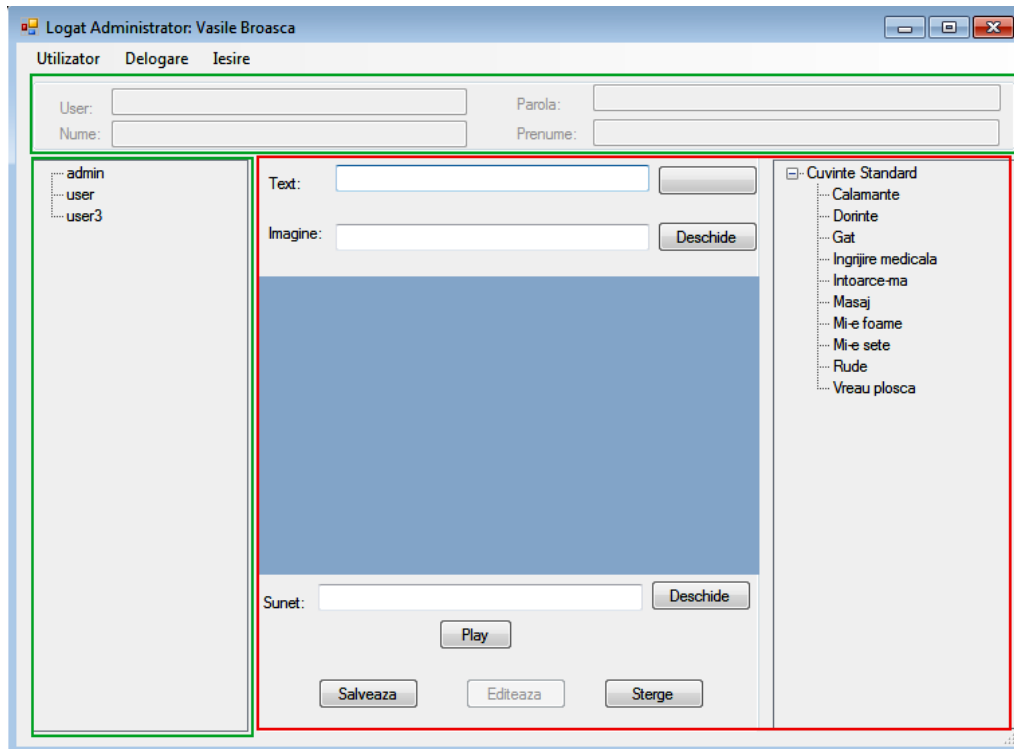 Logat Administrator: Vasile Broasca
Utilizator Delogare Iesire
User: Parola:
Nume: Prenume:
admin
user
user3
Text:
Imagine: Deschide
Sunet: Deschide
Play
Salveaza Editeaza Sterge
Cuvinte Standard
Calamante
Dorinte
Gat
Ingrijire medicala
Intoarce-ma
Masaj
Mi-e foame
Mi-e sete
Rude
Vreau plosca